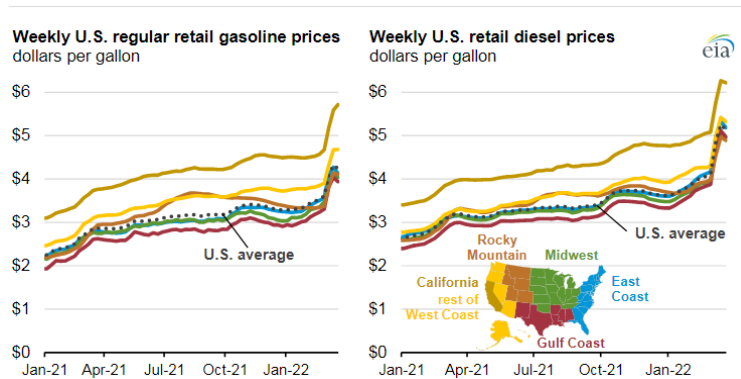 Weekly U.S. regular retail gasoline prices
dollars per gallon
$6
$5
$4
$3
$2
$1
$0
Jan-21 Apr-21 Jul-21 Oct-21 Jan-22
U.S. average
Weekly U.S. retail diesel prices
dollars per gallon
eia
$6
$5
$4
$3
$2
$1
$0
Jan-21 Apr-21 Jul-21 Oct-21 Jan-22
U.S. average
Rocky
Mountain
Midwest
California
rest of
West Coast
East
Coast
Gulf Coast